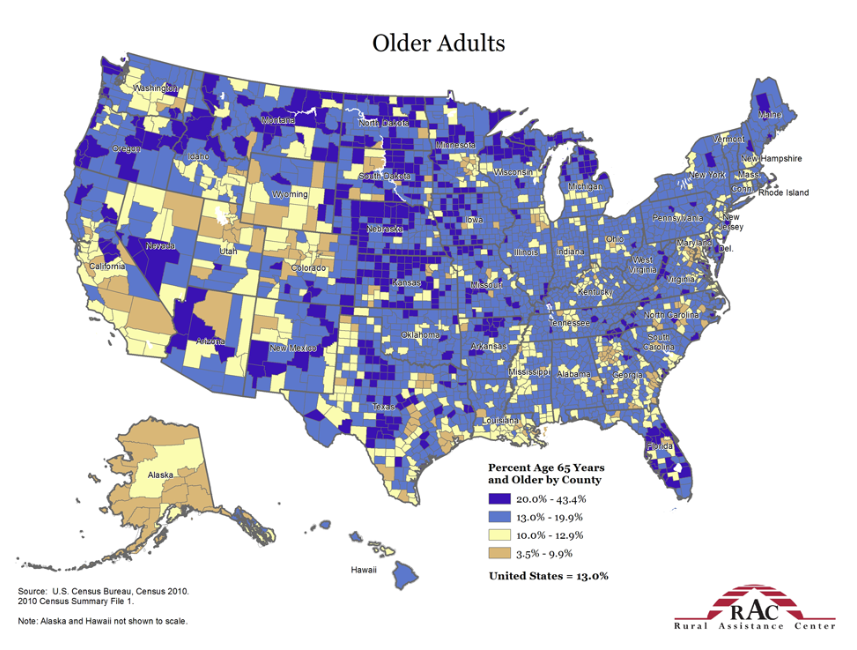 Older Adults
Washington
Montana
North Dakota
Minnesota
Maine
Oregon
Idaho
Wisconsin
Vermont
New Hampshire
South Dakota
Michigan
New York
Mass.
Conn.
Rhode Island
Wyoming
Iowa
Pennsylvania
New
Jersey
Nebraska
Nevada
Utah
Illinois
Indiana
Ohio
Maryland
Del.
California
Colorado
Kansas
Missouri
West
Virginia
Virginia
Kentucky
Arizona
New Mexico
Oklahoma
Arkansas
Tennessee
North Carolina
South
Carolina
Mississippi
Alabama
Georgia
Texas
Louisiana
Florida
Alaska
Hawaii
Percent Age 65 Years
and Older by County
20.0% - 43.4%
13.0% - 19.9%
10.0% - 12.9%
3.5% - 9.9%
United States = 13.0%
Source: U.S. Census Bureau, Census 2010.
2010 Census Summary File 1.
Note: Alaska and Hawaii not shown to scale.
RAC
Rural Assistance Center